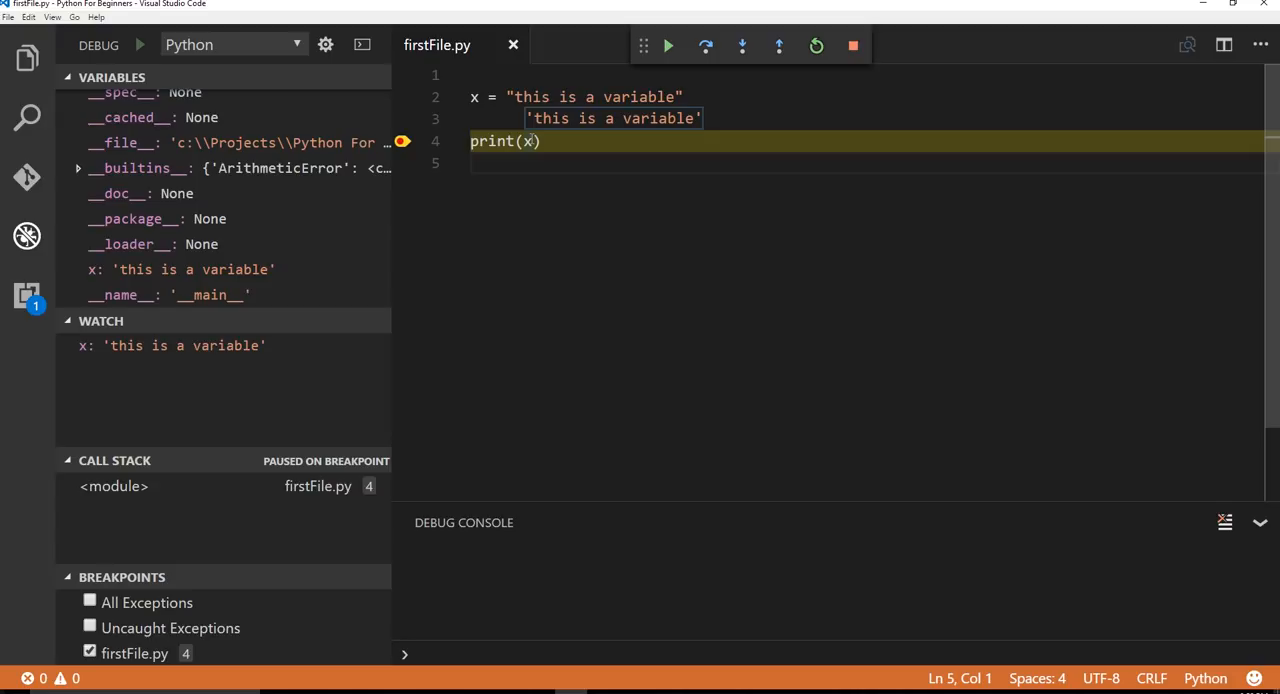 firstFile.py - Python For Beginners - Visual Studio Code
File Edit View Go Help
DEBUG Python
firstFile.py
VARIABLES
__spec__: None
__cached__: None
__file__: 'c:\\Projects\\Python For ...
__builtins__: {'ArithmeticError': <c...
__doc__: None
__package__: None
__loader__: None
x: 'this is a variable'
__name__: '__main__'
WATCH
x: 'this is a variable'
CALL STACK PAUSED ON BREAKPOINT
<module> firstFile.py 4
BREAKPOINTS
All Exceptions
Uncaught Exceptions
firstFile.py 4
1
1
2 x = "this is a variable"
3 'this is a variable'
4 print(x)
5
DEBUG CONSOLE
0 0 Ln 5, Col 1 Spaces: 4 UTF-8 CRLF Python